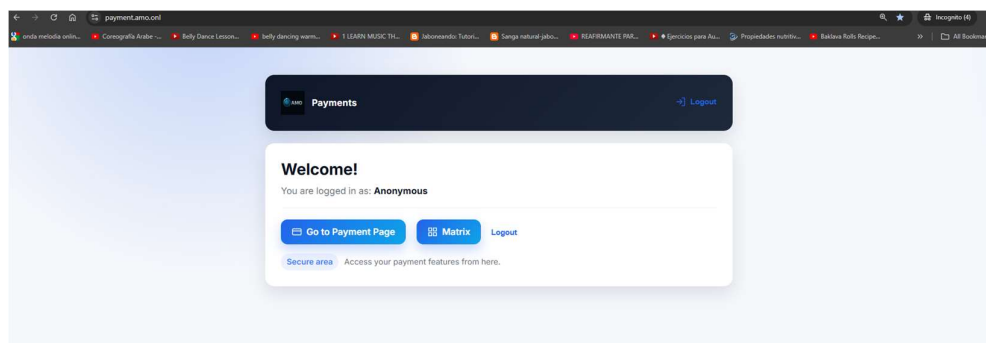 payment.amo.onl
Incognito (4)
onda melodia onlin...
Coreografía Arabe -...
Belly Dance Lesson...
belly dancing warm...
1 LEARN MUSIC TH...
Jaboneando: Tutori...
Sanga natural-jabo...
REAFIRMANTE PAR...
Ejercicios para Au...
Propiedades nutritiv...
Baklava Rolls Recipe...
»
All Bookmar
AMO
Payments
Logout
Welcome!
You are logged in as: Anonymous
Go to Payment Page
Matrix
Logout
Secure area
Access your payment features from here.